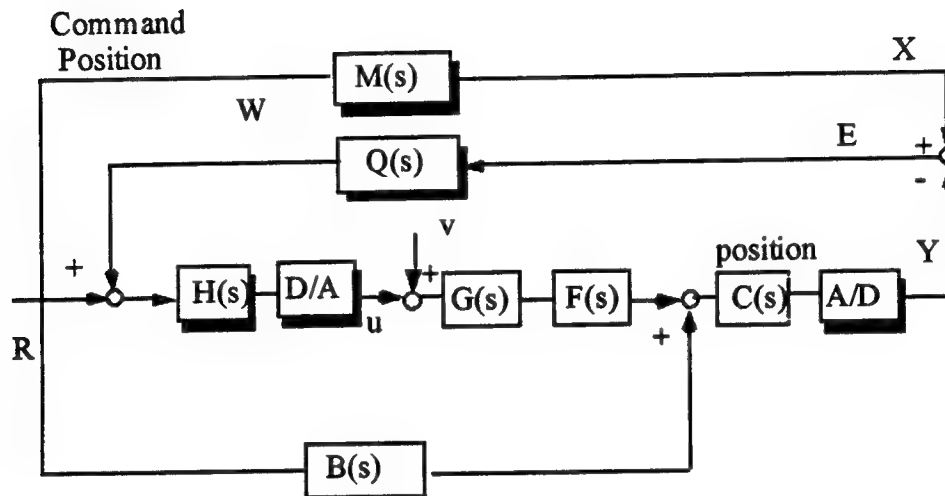 Command
Position
M(s)
X
W
Q(s)
E
+
-
v
+
+
position
Y
H(s)
D/A
G(s)
F(s)
C(s)
A/D
u
+
R
B(s)